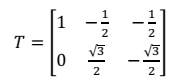 T = [ 1 −1/2 −1/2
0 √3/2 −√3/2 ]